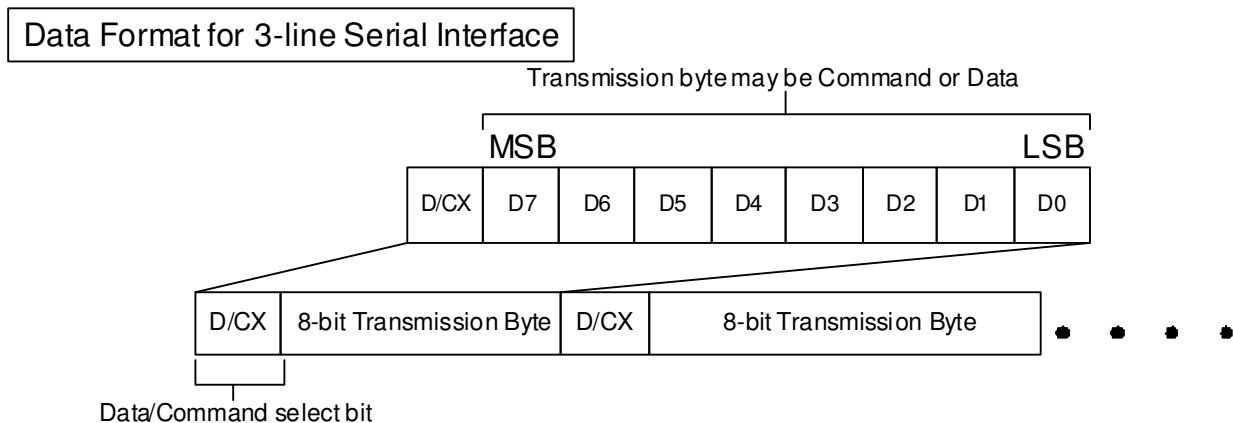 Data Format for 3-line Serial Interface
Transmission byte may be Command or Data
MSB LSB
D/CX D7 D6 D5 D4 D3 D2 D1 D0
D/CX 8-bit Transmission Byte D/CX 8-bit Transmission Byte
Data/Command select bit